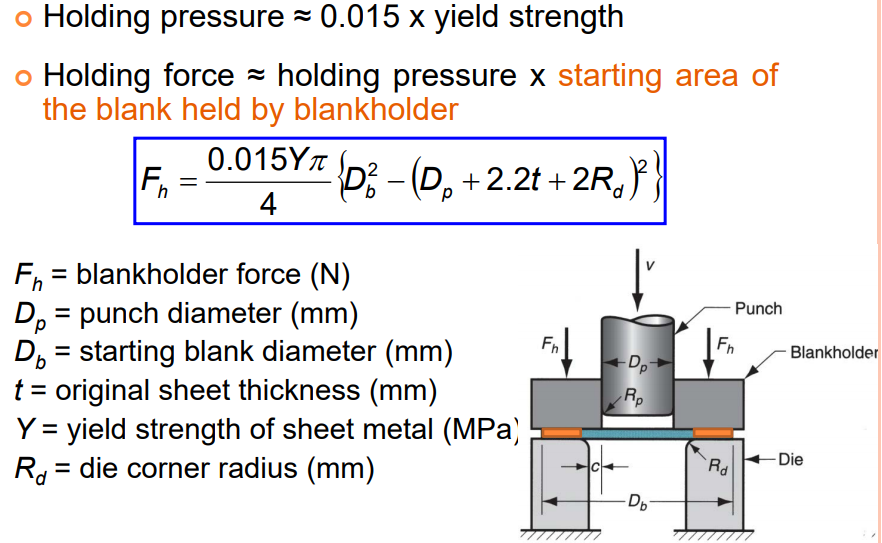 Holding pressure ≈ 0.015 x yield strength
Holding force ≈ holding pressure x starting area of
the blank held by blankholder
F_h = 0.015Yπ/4 {D_b^2 – (D_p + 2.2t + 2R_d)^2}
F_h = blankholder force (N)
D_p = punch diameter (mm)
D_b = starting blank diameter (mm)
t = original sheet thickness (mm)
Y = yield strength of sheet metal (MPa)
R_d = die corner radius (mm)
v
Punch
F_h
F_h
Blankholder
D_p
R_p
c
R_d
Die
D_b